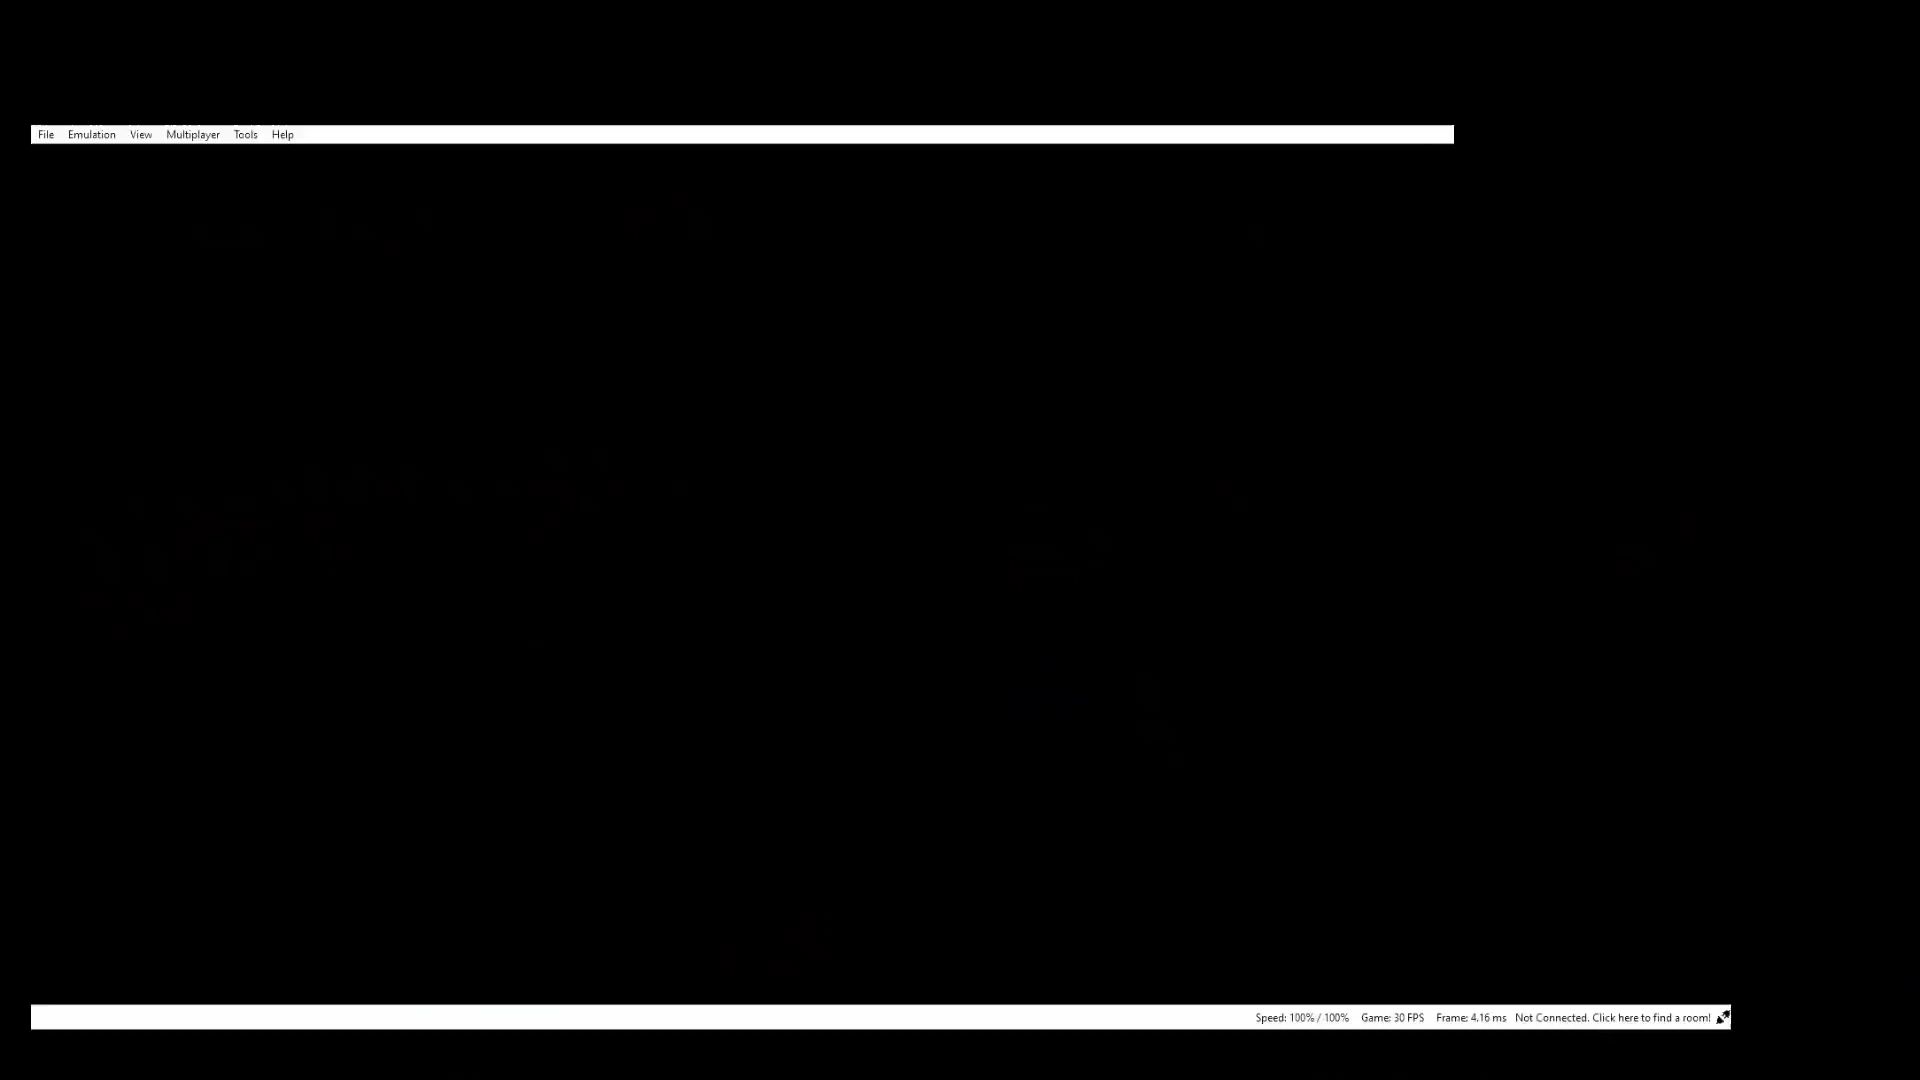 File Emulation View Multiplayer Tools Help
Speed: 100% / 100% Game: 30 FPS Frame: 4.16 ms Not Connected. Click here to find a room!